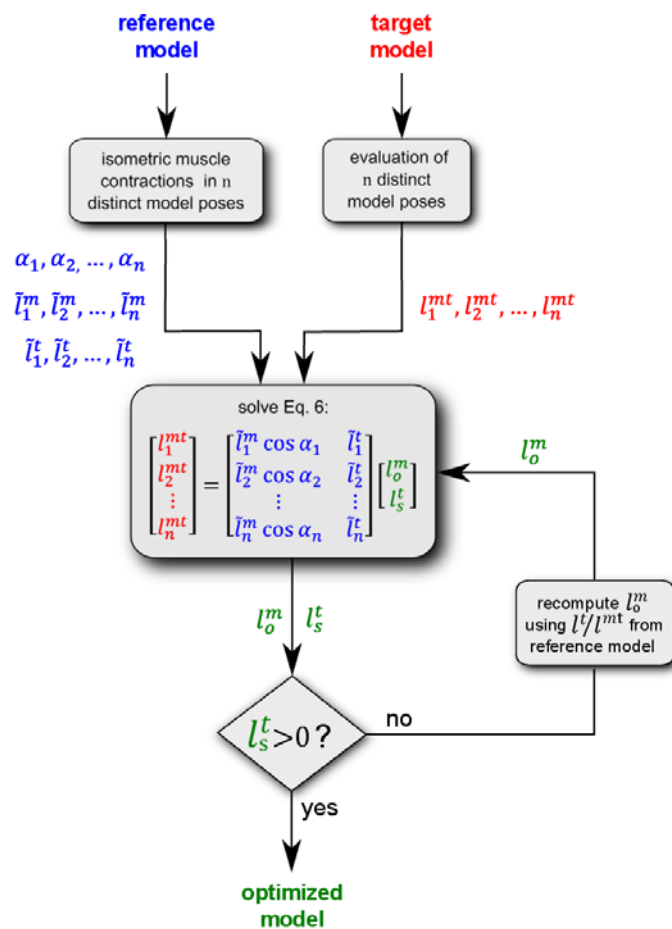 reference
model
target
model
isometric muscle
contractions in n
distinct model poses
evaluation of
n distinct
model poses
α₁, α₂, …, αₙ
l̃₁ᵐ, l̃₂ᵐ, …, l̃ₙᵐ
l̃₁ᵗ, l̃₂ᵗ, …, l̃ₙᵗ
l₁ᵐᵗ, l₂ᵐᵗ, …, lₙᵐᵗ
solve Eq. 6:
[l₁ᵐᵗ l₂ᵐᵗ ⋮ lₙᵐᵗ] = [l̃₁ᵐ cos α₁ l̃₁ᵗ
l̃₂ᵐ cos α₂ l̃₂ᵗ
⋮ ⋮
l̃ₙᵐ cos αₙ l̃ₙᵗ] [lₒᵐ lₛᵗ]
lₒᵐ
recompute lₒᵐ
using lᵗ/lᵐᵗ from
reference model
lₒᵐ lₛᵗ
lₛᵗ>0 ?
no
yes
optimized
model